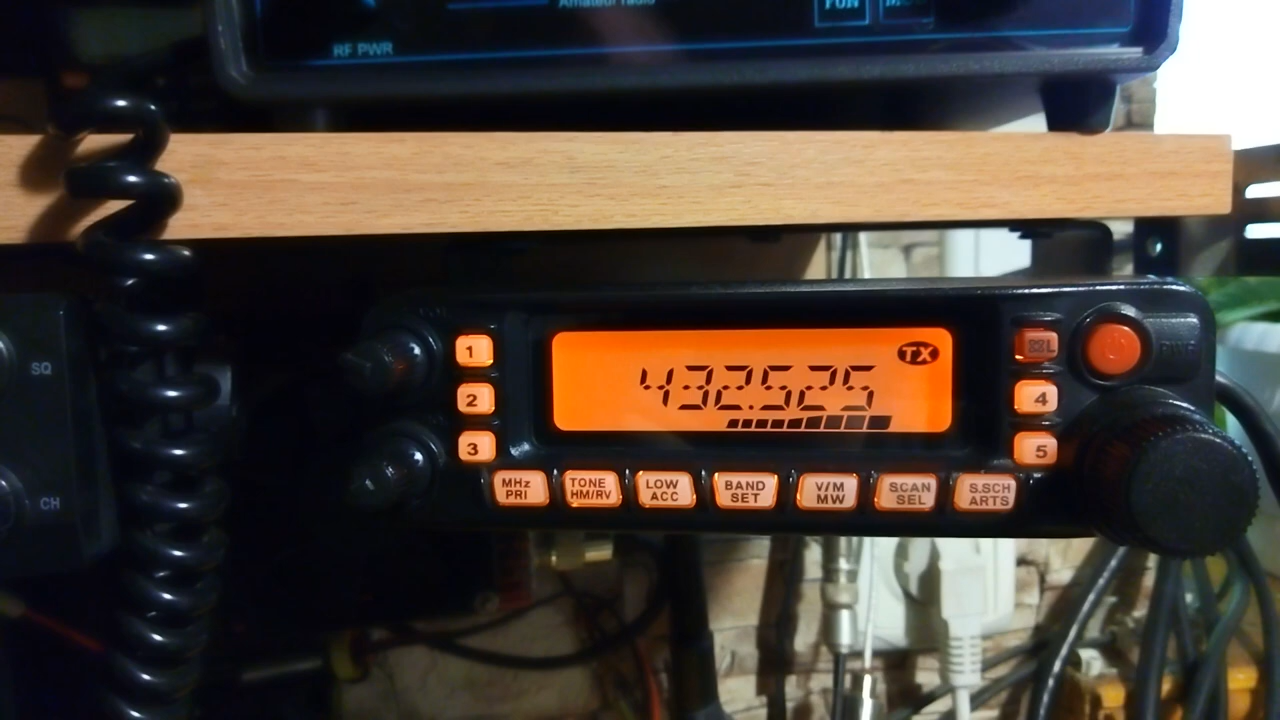 Amateur radio
FUN
RF PWR
SQ
CH
1
2
3
TX
432.525
4
5
PWR
MHz
PRI
TONE
HM/RV
LOW
ACC
BAND
SET
V/M
MW
SCAN
SEL
S.SCH
ARTS